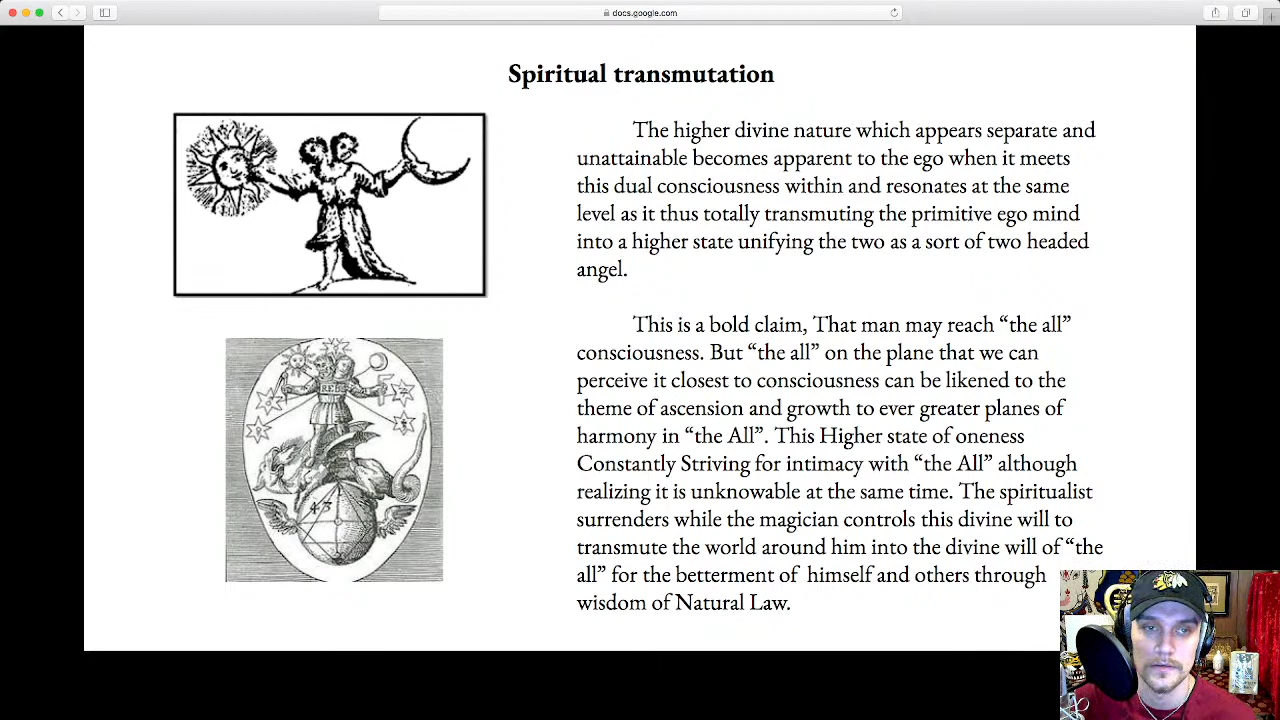 docs.google.com
Spiritual transmutation
The higher divine nature which appears separate and
unattainable becomes apparent to the ego when it meets
this dual consciousness within and resonates at the same
level as it thus totally transmuting the primitive ego mind
into a higher state unifying the two as a sort of two headed
angel.
This is a bold claim, That man may reach “the all”
consciousness. But “the all” on the plane that we can
perceive it closest to consciousness can be likened to the
theme of ascension and growth to ever greater planes of
harmony in “the All”. This Higher state of oneness
Constantly Striving for intimacy with “the All” although
realizing it is unknowable at the same time. The spiritualist
surrenders while the magician controls this divine will to
transmute the world around him into the divine will of “the
all” for the betterment of himself and others through
wisdom of Natural Law.
43